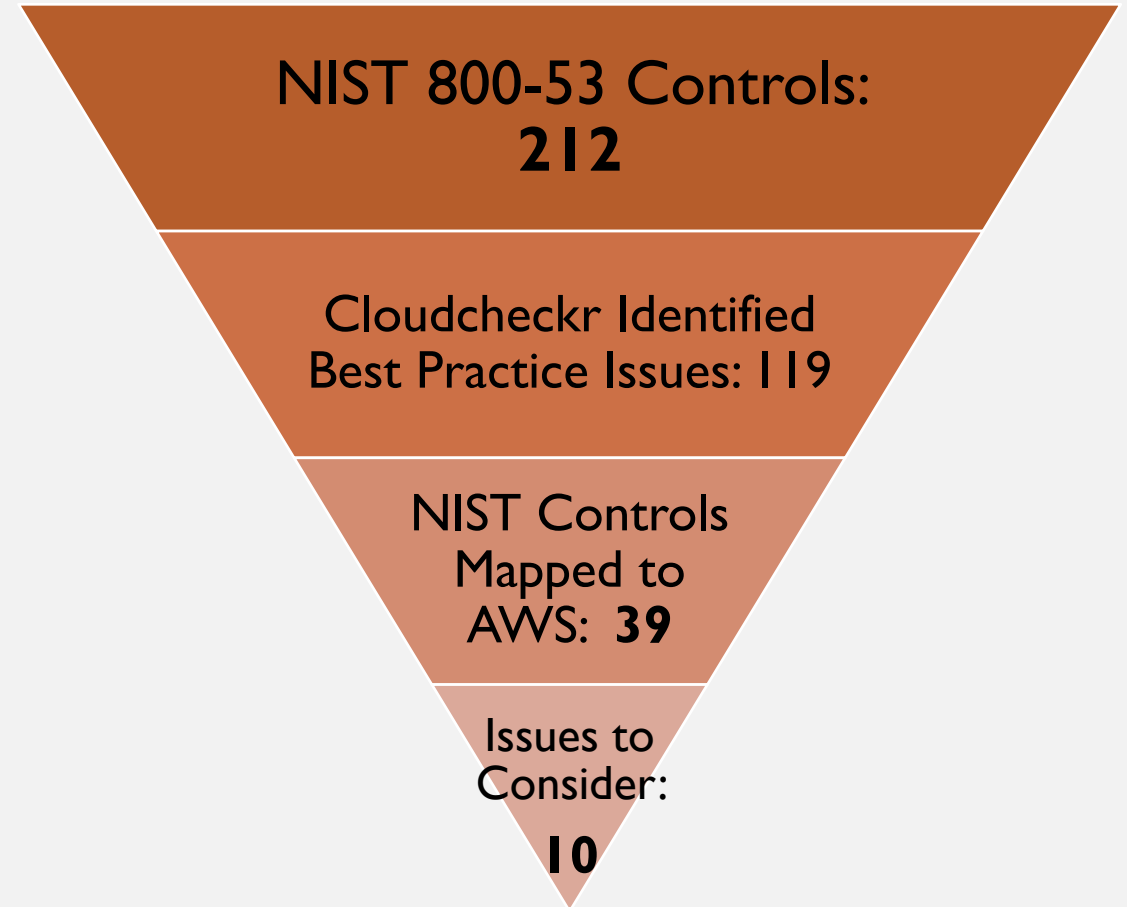 NIST 800-53 Controls:
212
Cloudcheckr Identified
Best Practice Issues: 119
NIST Controls
Mapped to
AWS: 39
Issues to
Consider:
10